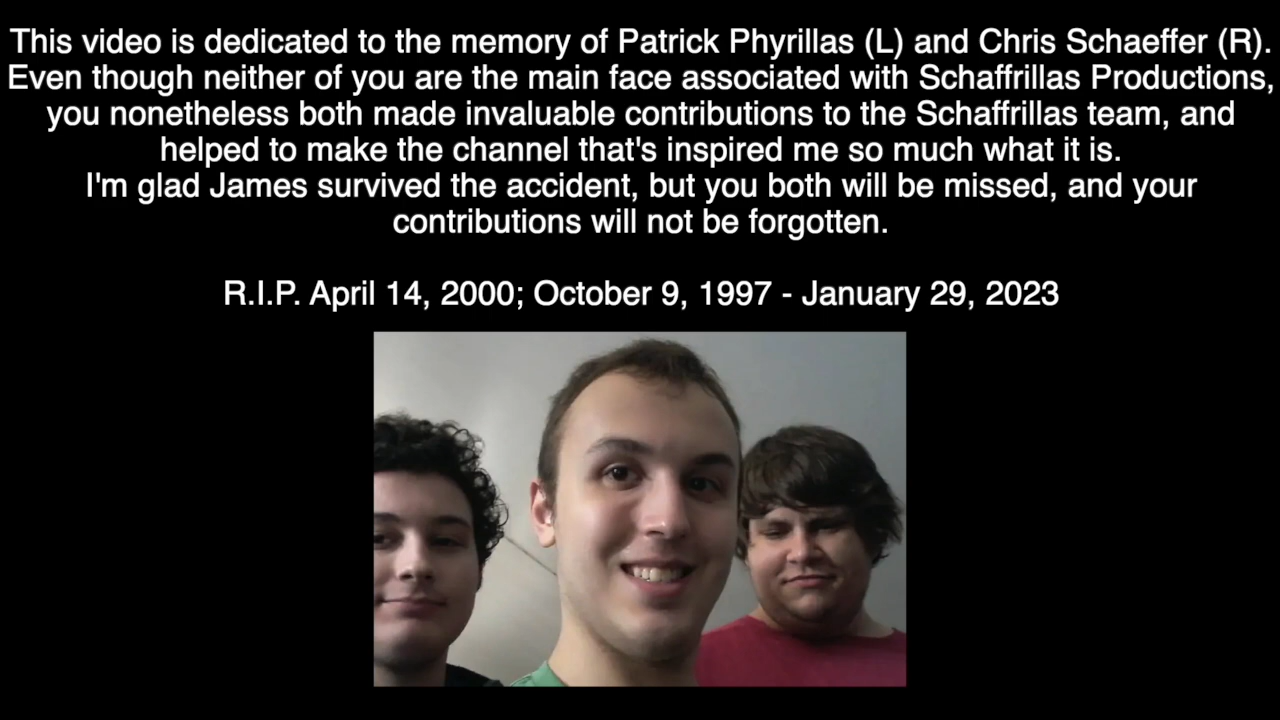 This video is dedicated to the memory of Patrick Phyrillas (L) and Chris Schaeffer (R).
Even though neither of you are the main face associated with Schaffrillas Productions,
you nonetheless both made invaluable contributions to the Schaffrillas team, and
helped to make the channel that's inspired me so much what it is.
I'm glad James survived the accident, but you both will be missed, and your
contributions will not be forgotten.
R.I.P. April 14, 2000; October 9, 1997 - January 29, 2023